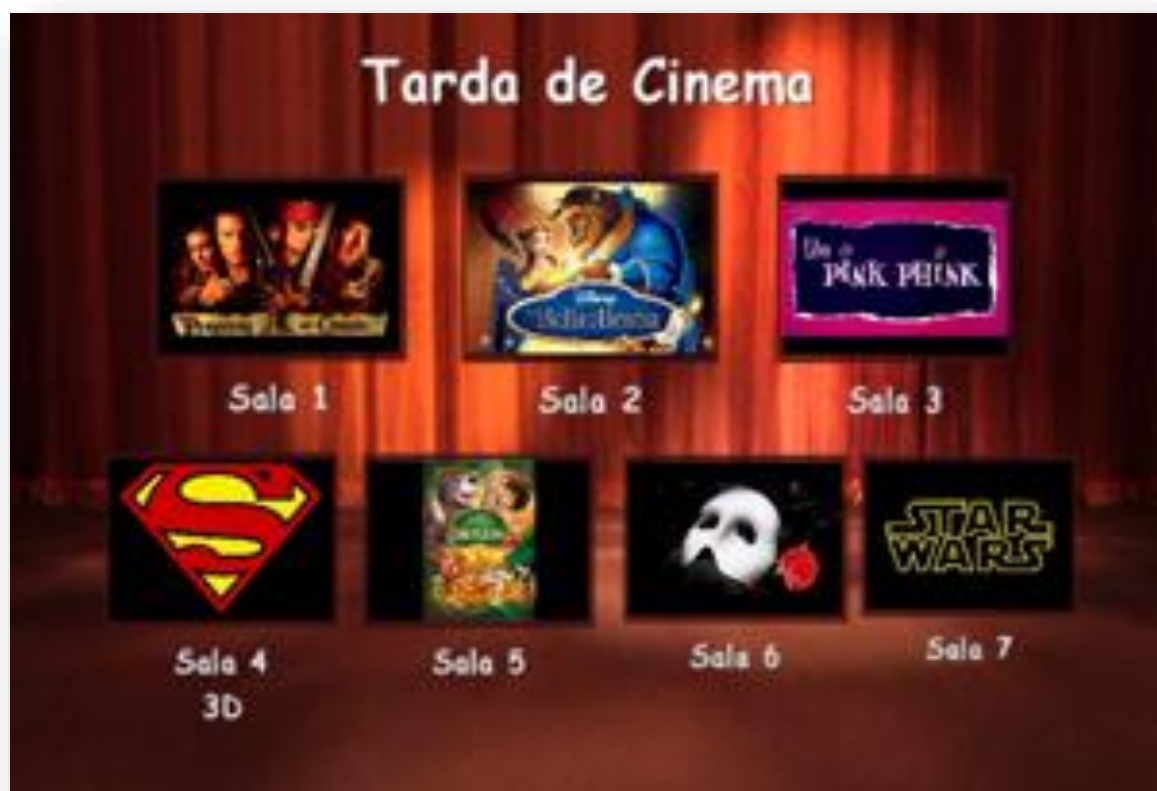 Tarda de Cinema
Disney
The PINK PHINK
Sala 1
Sala 2
Sala 3
STAR
WARS
Sala 4
Sala 5
Sala 6
Sala 7
3D